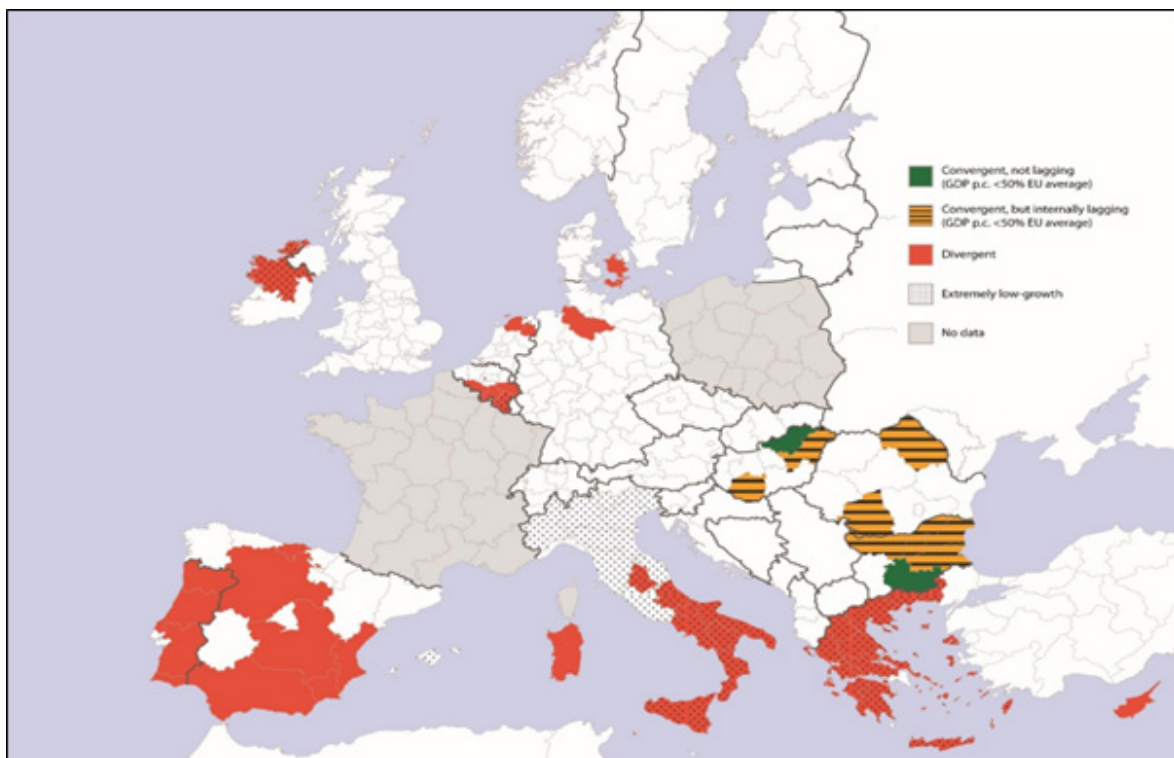 Convergent, not lagging
(GDP p.c. <50% EU average)
Convergent, but internally lagging
(GDP p.c. <50% EU average)
Divergent
Extremely low-growth
No data